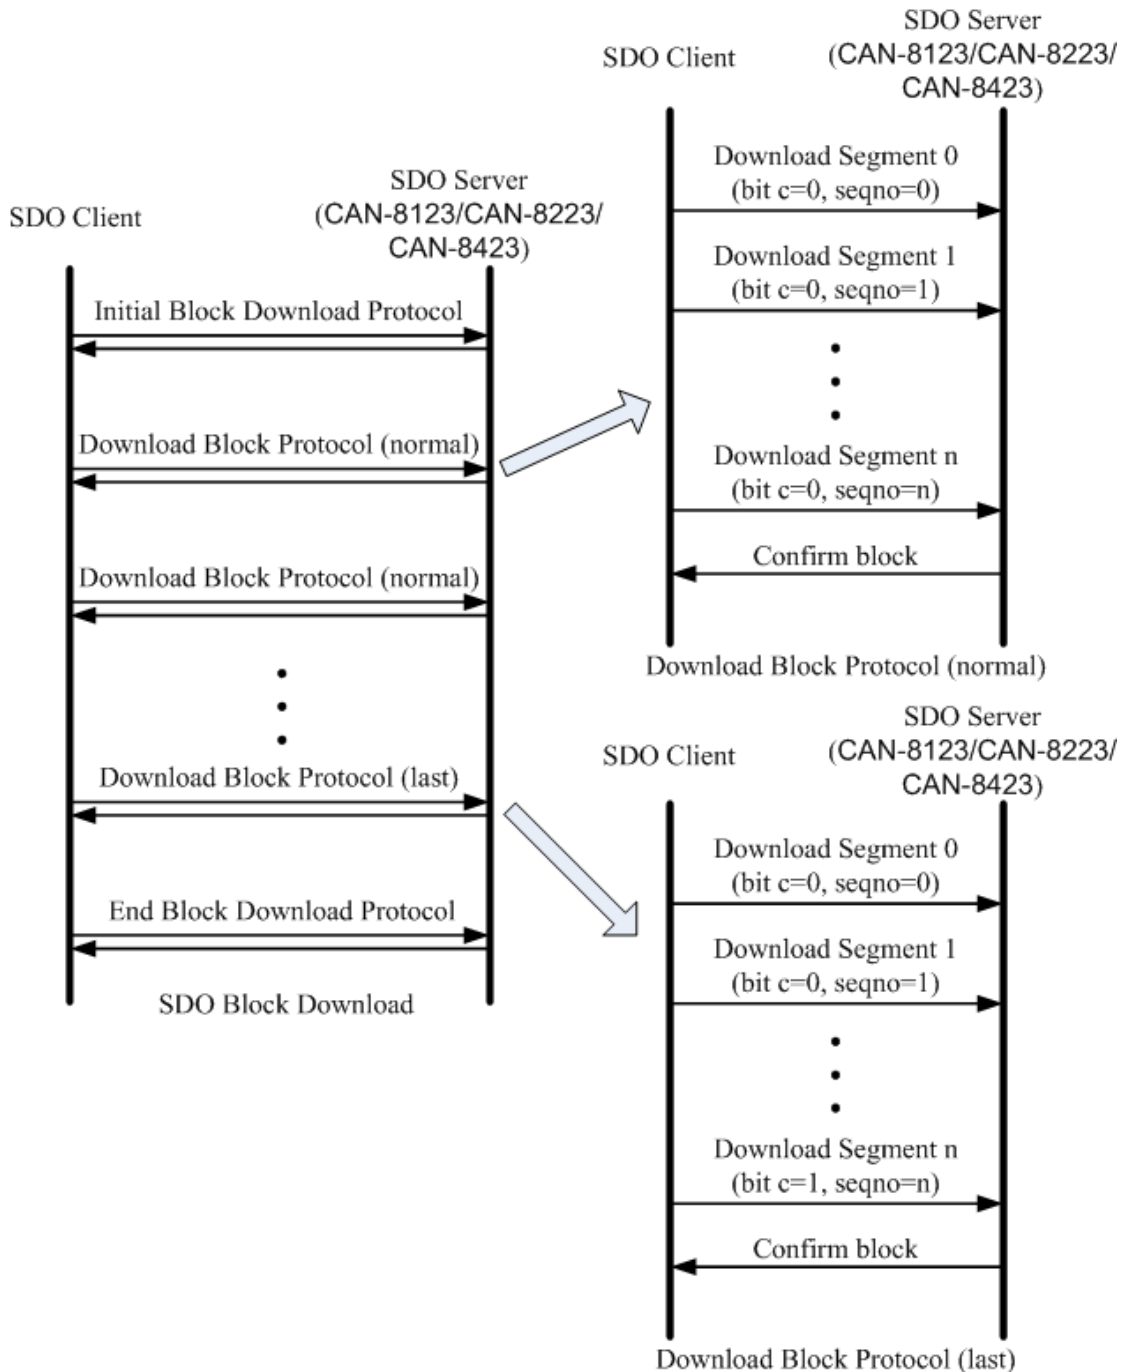 SDO Client
SDO Server
(CAN-8123/CAN-8223/
CAN-8423)
Initial Block Download Protocol
Download Block Protocol (normal)
Download Block Protocol (normal)
Download Block Protocol (last)
End Block Download Protocol
SDO Block Download
SDO Client
SDO Server
(CAN-8123/CAN-8223/
CAN-8423)
Download Segment 0
(bit c=0, seqno=0)
Download Segment 1
(bit c=0, seqno=1)
Download Segment n
(bit c=0, seqno=n)
Confirm block
Download Block Protocol (normal)
SDO Client
SDO Server
(CAN-8123/CAN-8223/
CAN-8423)
Download Segment 0
(bit c=0, seqno=0)
Download Segment 1
(bit c=0, seqno=1)
Download Segment n
(bit c=1, seqno=n)
Confirm block
Download Block Protocol (last)